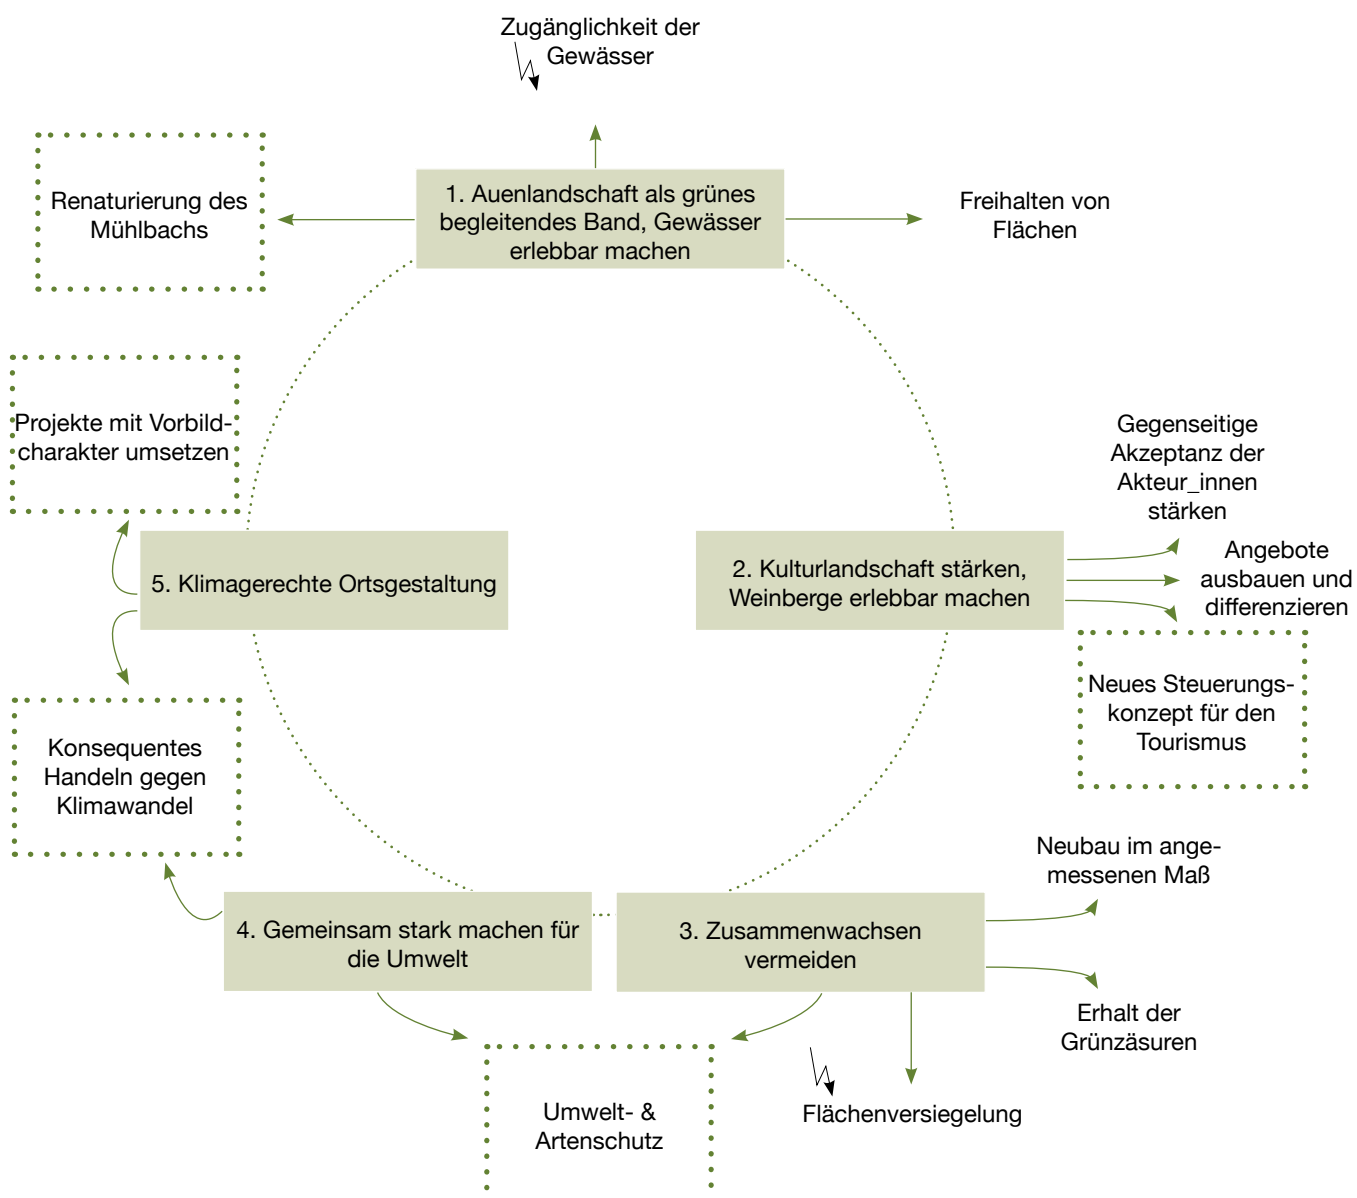 Zugänglichkeit der
Gewässer
1. Auenlandschaft als grünes
begleitendes Band, Gewässer
erlebbar machen
Renaturierung des
Mühlbachs
Freihalten von
Flächen
Projekte mit Vorbild-
charakter umsetzen
Gegenseitige
Akzeptanz der
Akteur_innen
stärken
Angebote
ausbauen und
differenzieren
5. Klimagerechte Ortsgestaltung
2. Kulturlandschaft stärken,
Weinberge erlebbar machen
Neues Steuerungs-
konzept für den
Tourismus
Konsequentes
Handeln gegen
Klimawandel
Neubau im ange-
messenen Maß
4. Gemeinsam stark machen für
die Umwelt
3. Zusammenwachsen
vermeiden
Erhalt der
Grünzäsuren
Umwelt- &
Artenschutz
Flächenversiegelung